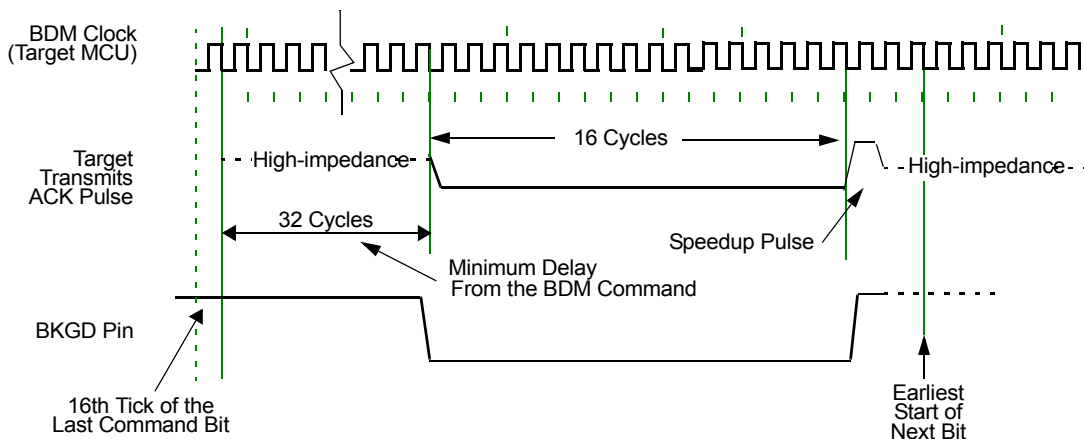 BDM Clock
(Target MCU)
16 Cycles
Target
Transmits
ACK Pulse
High-impedance
High-impedance
32 Cycles
Speedup Pulse
Minimum Delay
From the BDM Command
BKGD Pin
16th Tick of the
Last Command Bit
Earliest
Start of
Next Bit